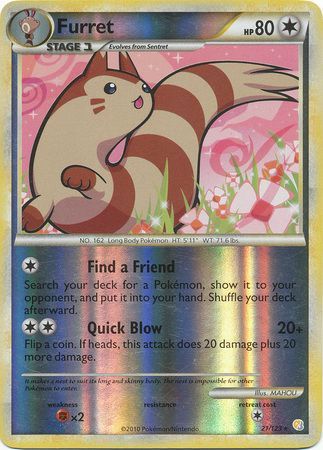 Furret
HP 80
STAGE 1
Evolves from Sentret
NO. 162 Long Body Pokémon HT: 5'11" WT: 71.6 lbs.
Find a Friend
Search your deck for a Pokémon, show it to your
opponent, and put it into your hand. Shuffle your deck
afterward.
Quick Blow 20+
Flip a coin. If heads, this attack does 20 damage plus 20
more damage.
It makes a nest to suit its long and skinny body. The nest is impossible for other
Pokémon to enter.
Illus. MAHOU
weakness resistance retreat cost
×2
©2010 Pokémon/Nintendo
21/123